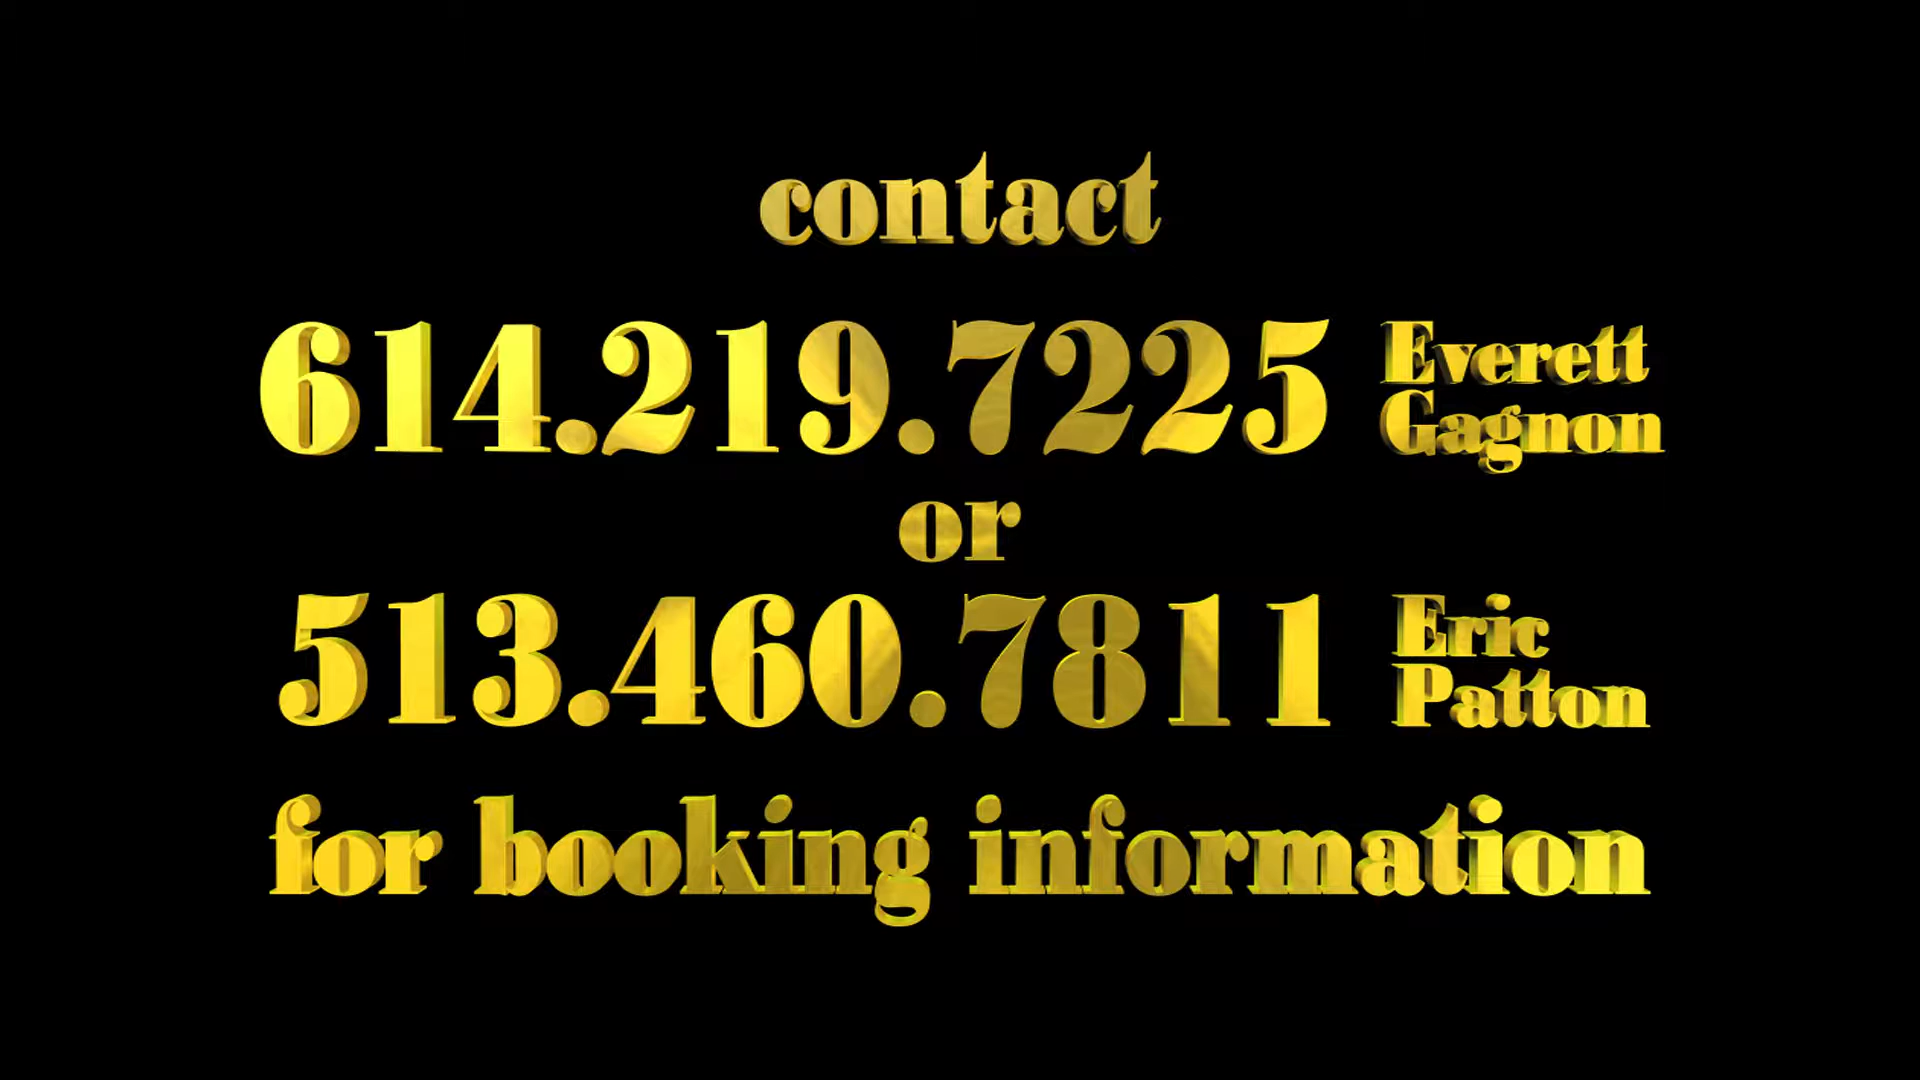 contact
614.219.7225 Everett
Gagnon
or
513.460.7811 Eric
Patton
for booking information